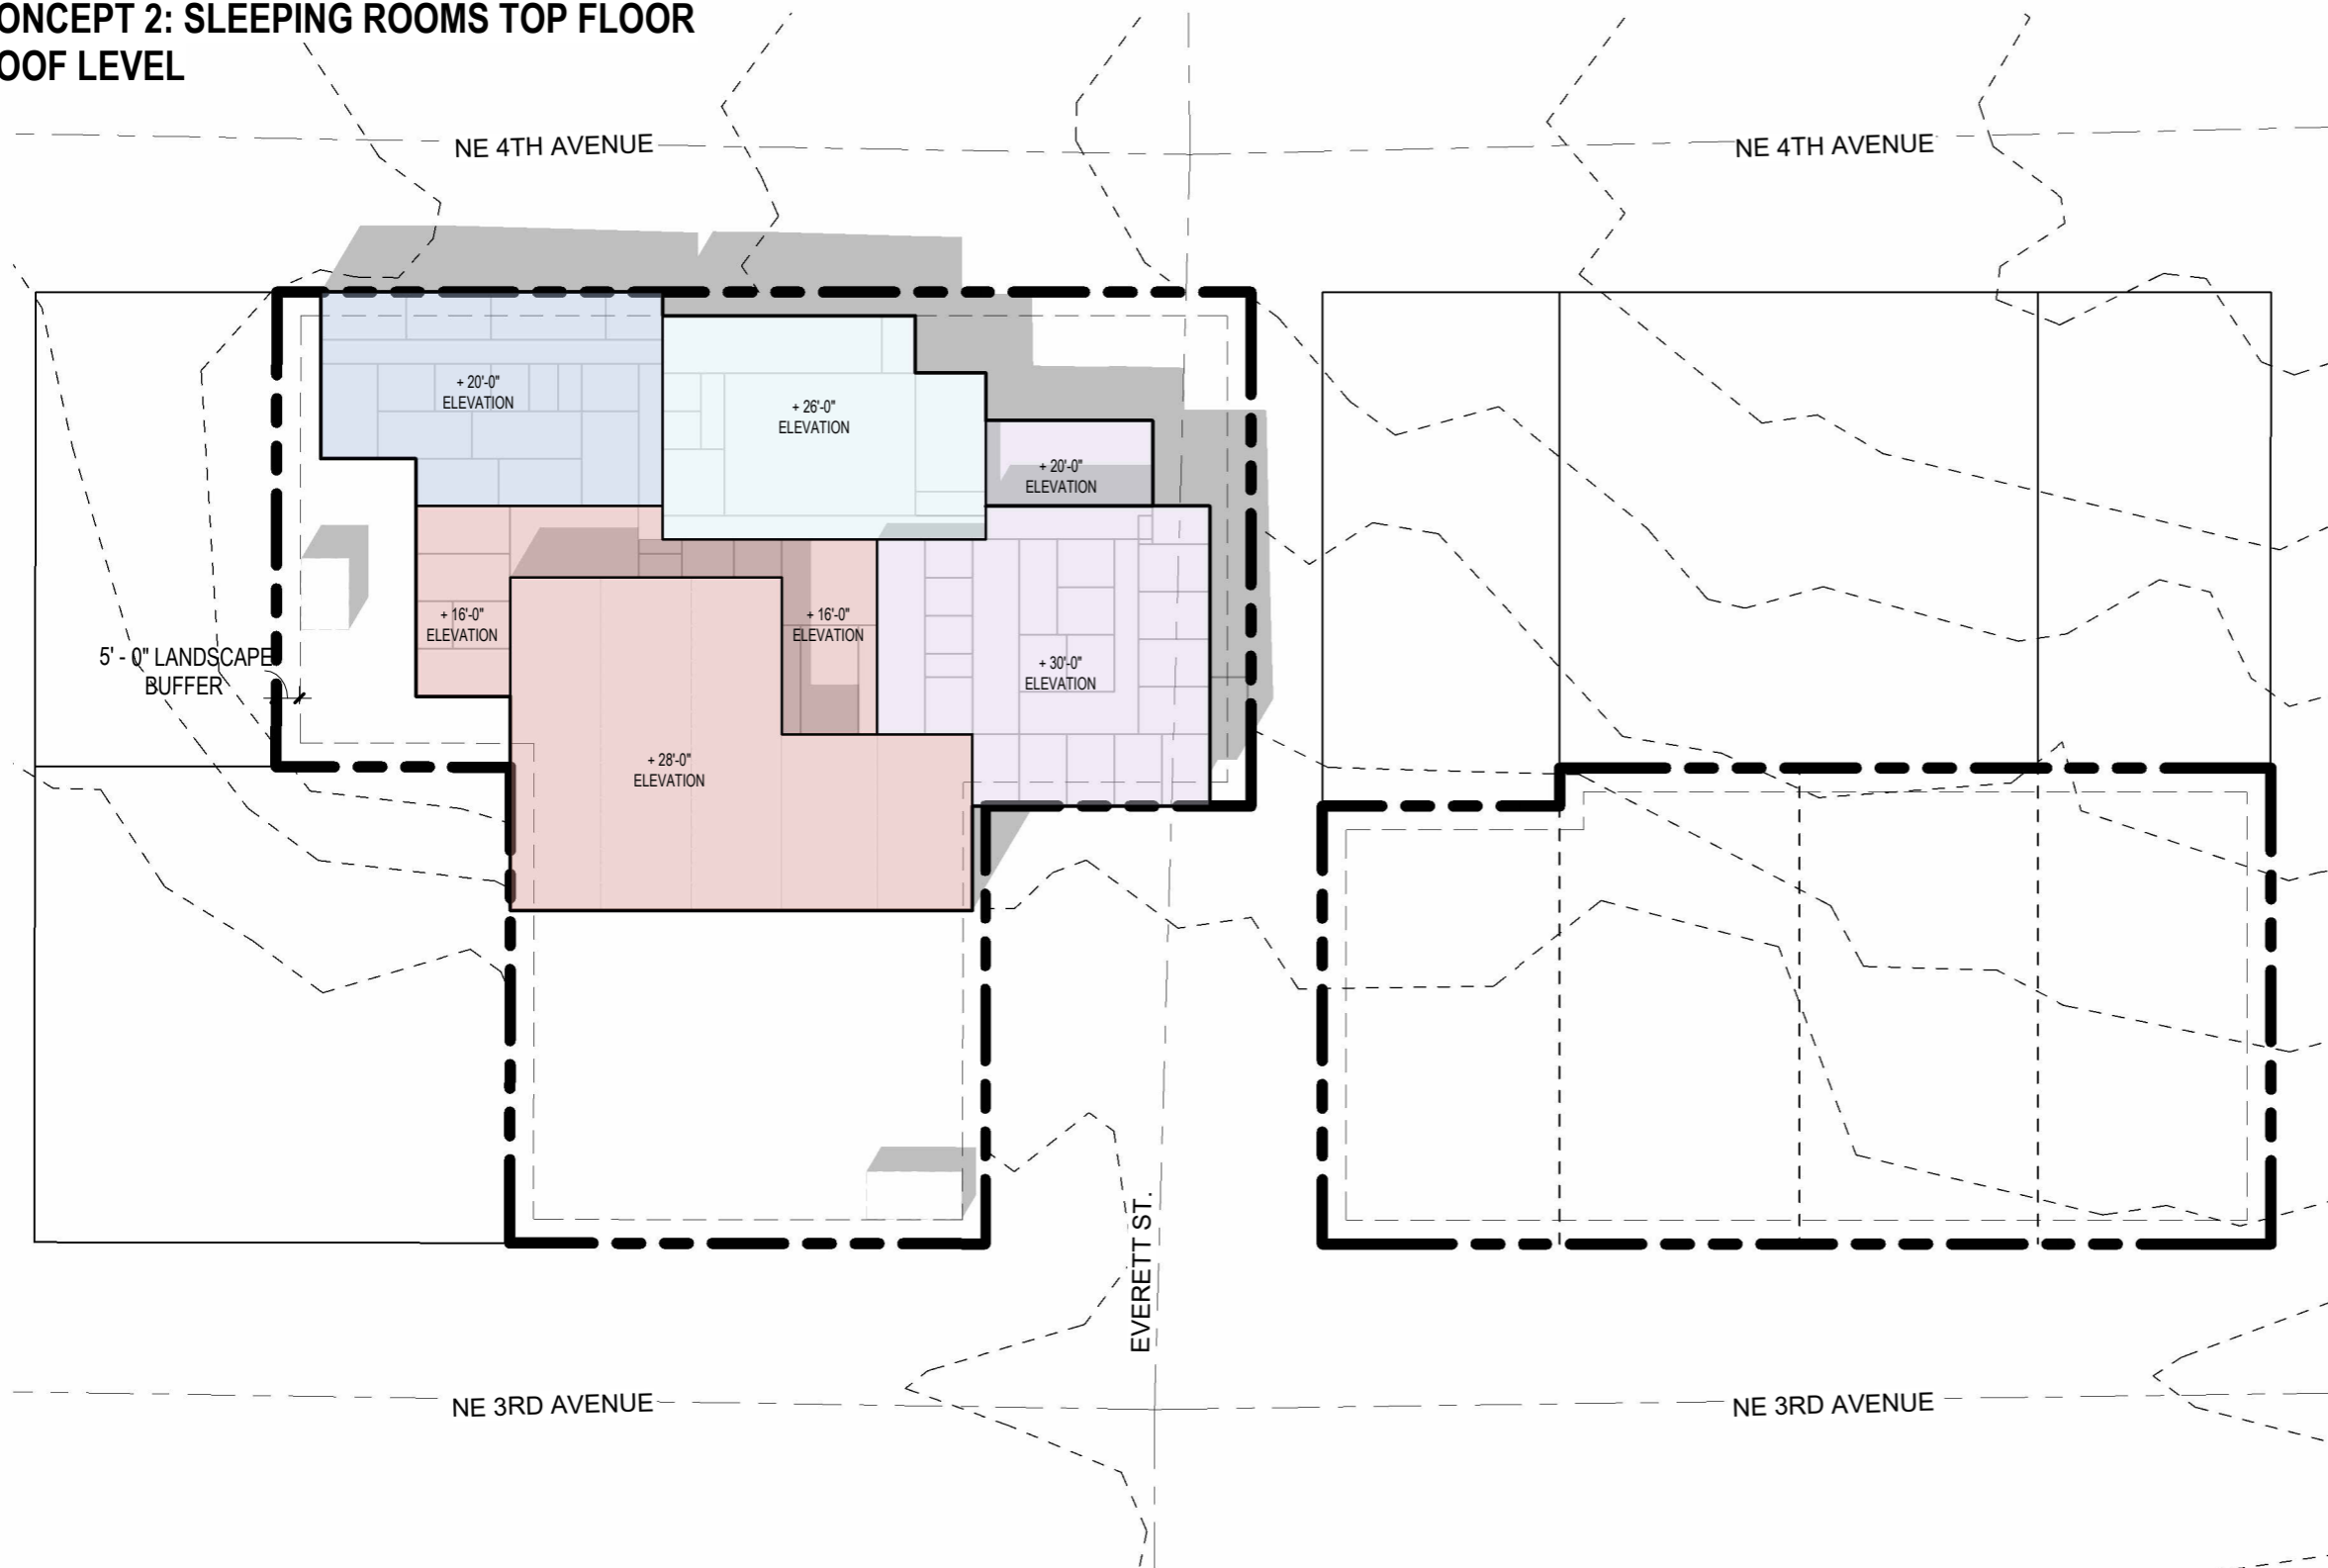 ONCEPT 2: SLEEPING ROOMS TOP FLOOR
OOF LEVEL
NE 4TH AVENUE
NE 4TH AVENUE
+ 20'-0"
ELEVATION
+ 26'-0"
ELEVATION
+ 20'-0"
ELEVATION
+ 16'-0"
ELEVATION
+ 16'-0"
ELEVATION
+ 30'-0"
ELEVATION
5' - 0" LANDSCAPE
BUFFER
+ 28'-0"
ELEVATION
EVERETT ST.
NE 3RD AVENUE
NE 3RD AVENUE